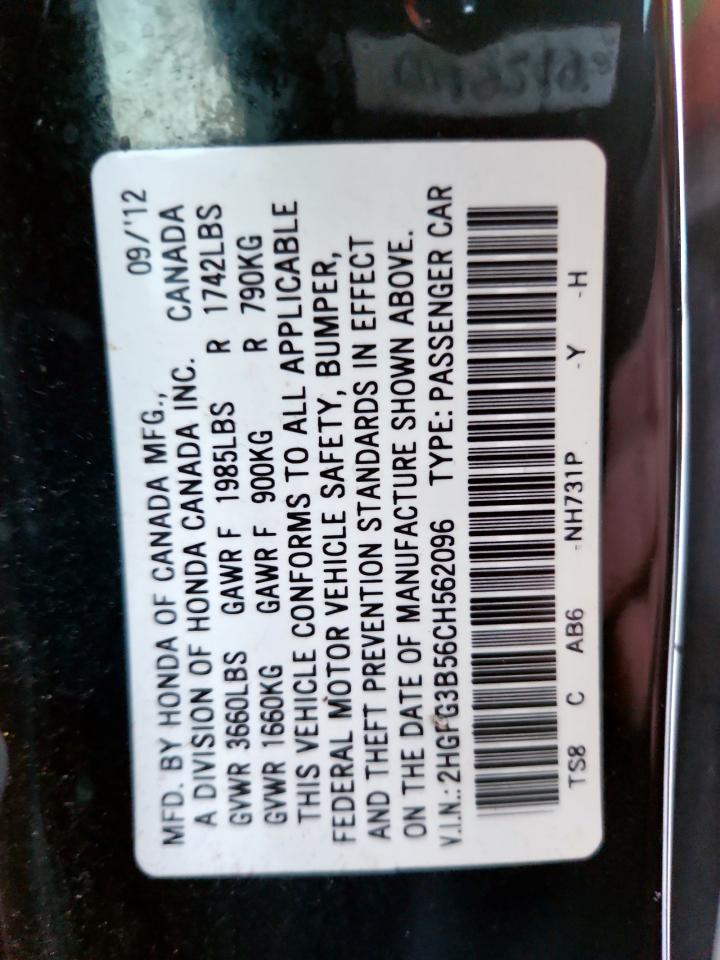 MFD. BY HONDA OF CANADA MFG., 09/'12
A DIVISION OF HONDA CANADA INC. CANADA
GVWR 3660LBS GAWR F 1985LBS R 1742LBS
GVWR 1660KG GAWR F 900KG R 790KG
THIS VEHICLE CONFORMS TO ALL APPLICABLE
FEDERAL MOTOR VEHICLE SAFETY, BUMPER,
AND THEFT PREVENTION STANDARDS IN EFFECT
ON THE DATE OF MANUFACTURE SHOWN ABOVE.
V.I.N.: 2HGFG3B56CH562096 TYPE: PASSENGER CAR
TS8 C AB6 -NH731P -Y -H